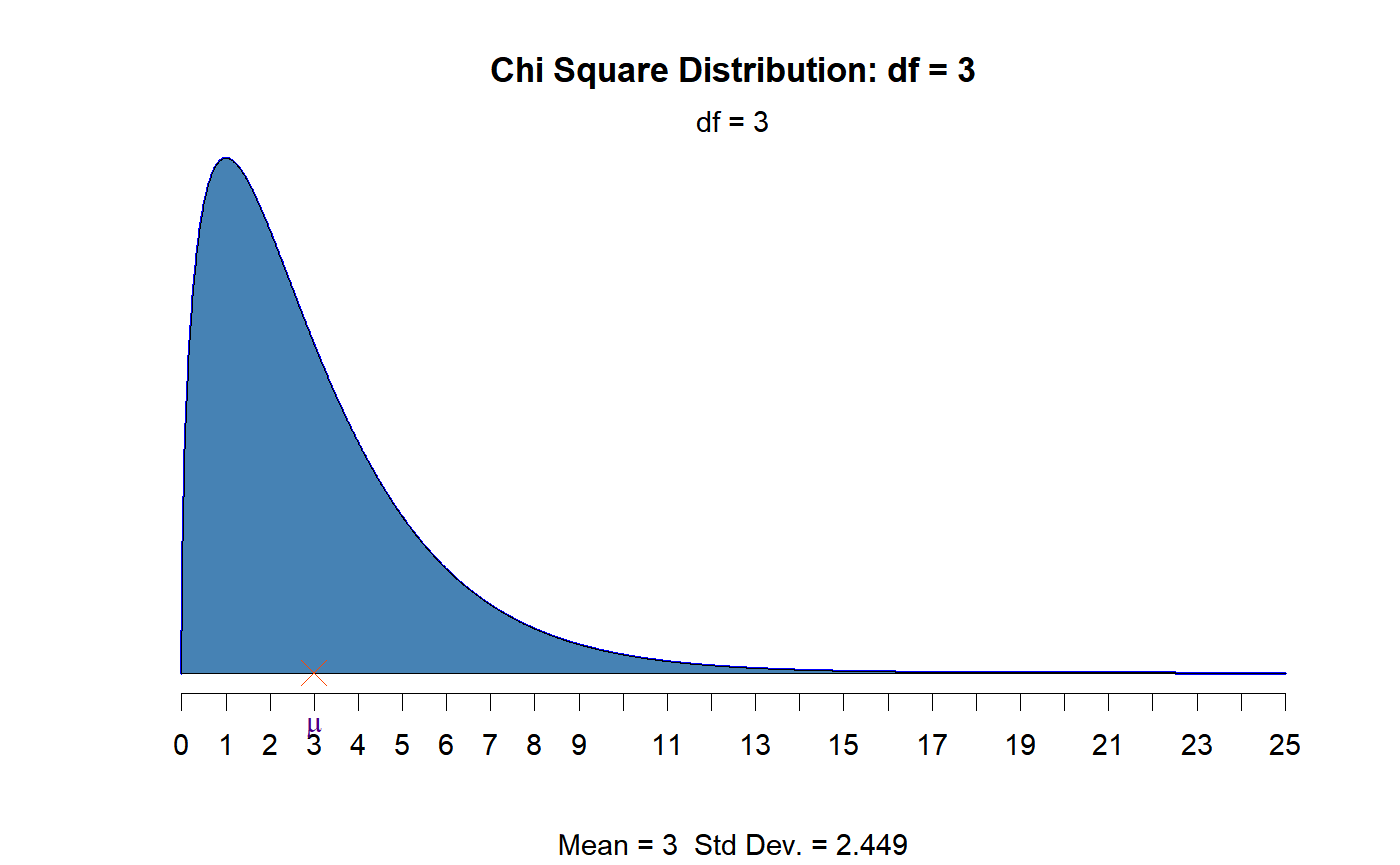 Chi Square Distribution: df = 3
df = 3
μ
0 1 2 3 4 5 6 7 8 9 11 13 15 17 19 21 23 25
Mean = 3 Std Dev. = 2.449